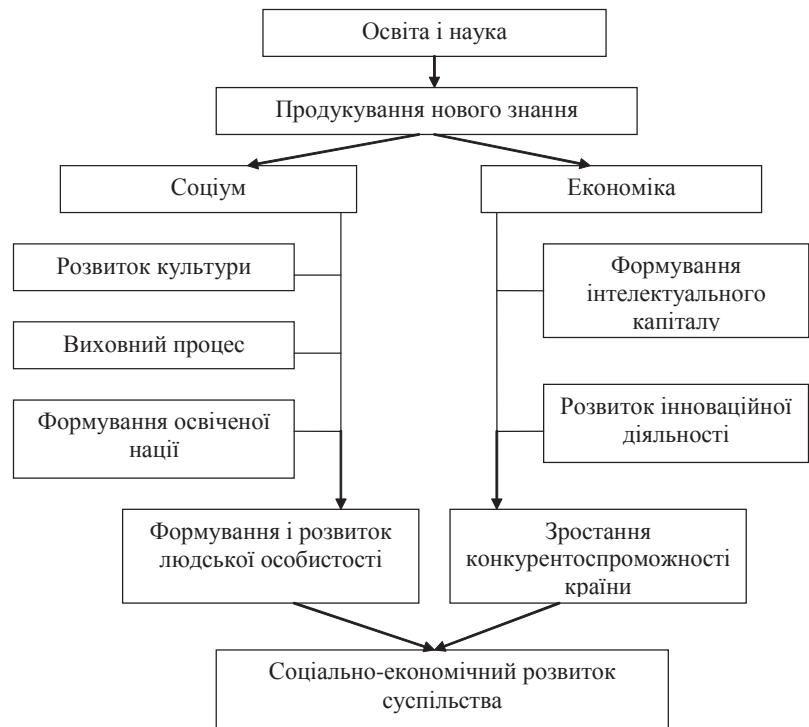 Освіта і наука
Продукування нового знання
Соціум
Економіка
Розвиток культури
Формування
інтелектуального
капіталу
Виховний процес
Формування освіченої
нації
Розвиток інноваційної
діяльності
Формування і розвиток
людської особистості
Зростання
конкурентоспроможності
країни
Соціально-економічний розвиток
суспільства